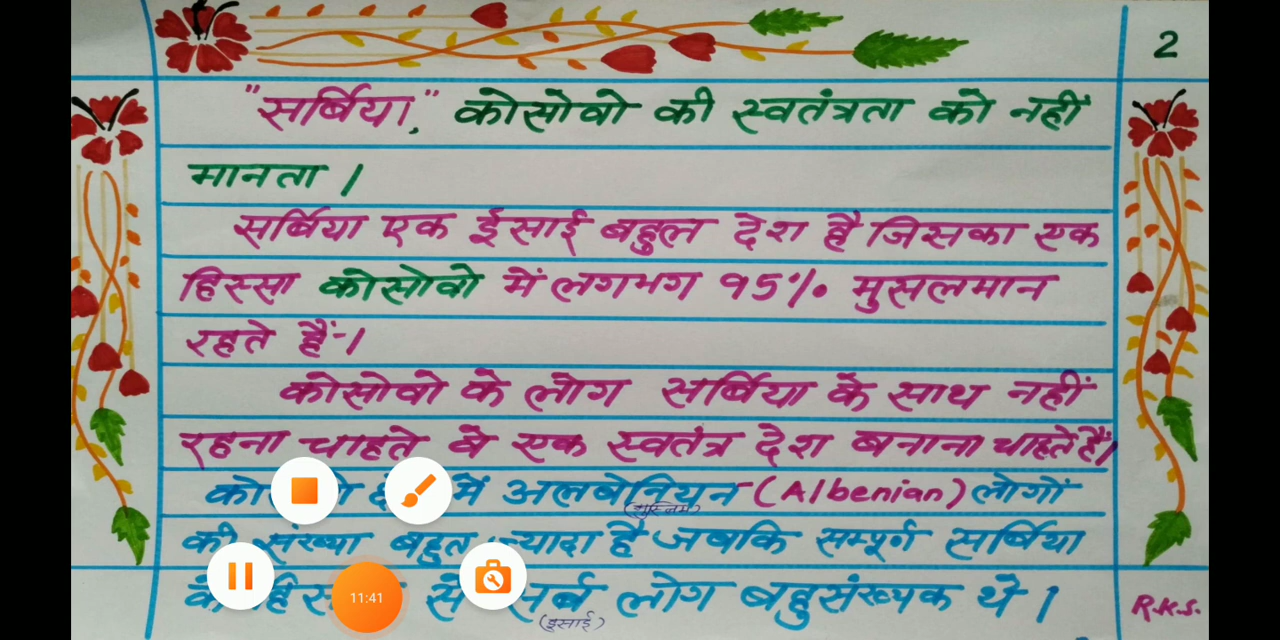 2
"सर्बिया", कोसोवो की स्वतंत्रता को नहीं
मानता ।
सर्बिया एक ईसाई बहुल देश है जिसका एक
हिस्सा कोसोवो में लगभग 95% मुसलमान
रहते हैं ।
कोसोवो के लोग सर्बिया के साथ नहीं
रहना चाहते वे एक स्वतंत्र देश बनाना चाहते हैं।
में अलबेनियन (Albenian) लोगों
(मुस्लिम)
की संख्या बहुत ज्यादा है जबकि सम्पूर्ण सर्बिया
के सर्ब लोग बहुसंख्यक थे ।
(इसाई)
11:41
R.K.S.